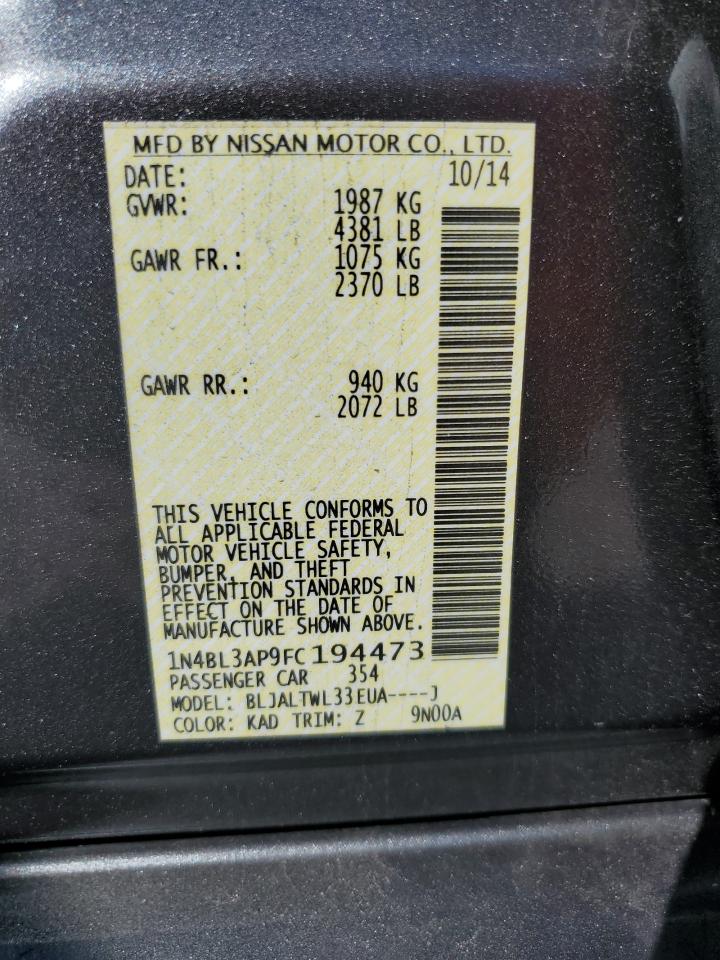 MFD BY NISSAN MOTOR CO., LTD.
DATE: 10/14
GVWR: 1987 KG
4381 LB
GAWR FR.: 1075 KG
2370 LB
GAWR RR.: 940 KG
2072 LB
THIS VEHICLE CONFORMS TO
ALL APPLICABLE FEDERAL
MOTOR VEHICLE SAFETY,
BUMPER, AND THEFT
PREVENTION STANDARDS IN
EFFECT ON THE DATE OF
MANUFACTURE SHOWN ABOVE.
1N4BL3AP9FC194473
PASSENGER CAR 354
MODEL: BLJALTWL33EUA----J
COLOR: KAD TRIM: Z 9N00A